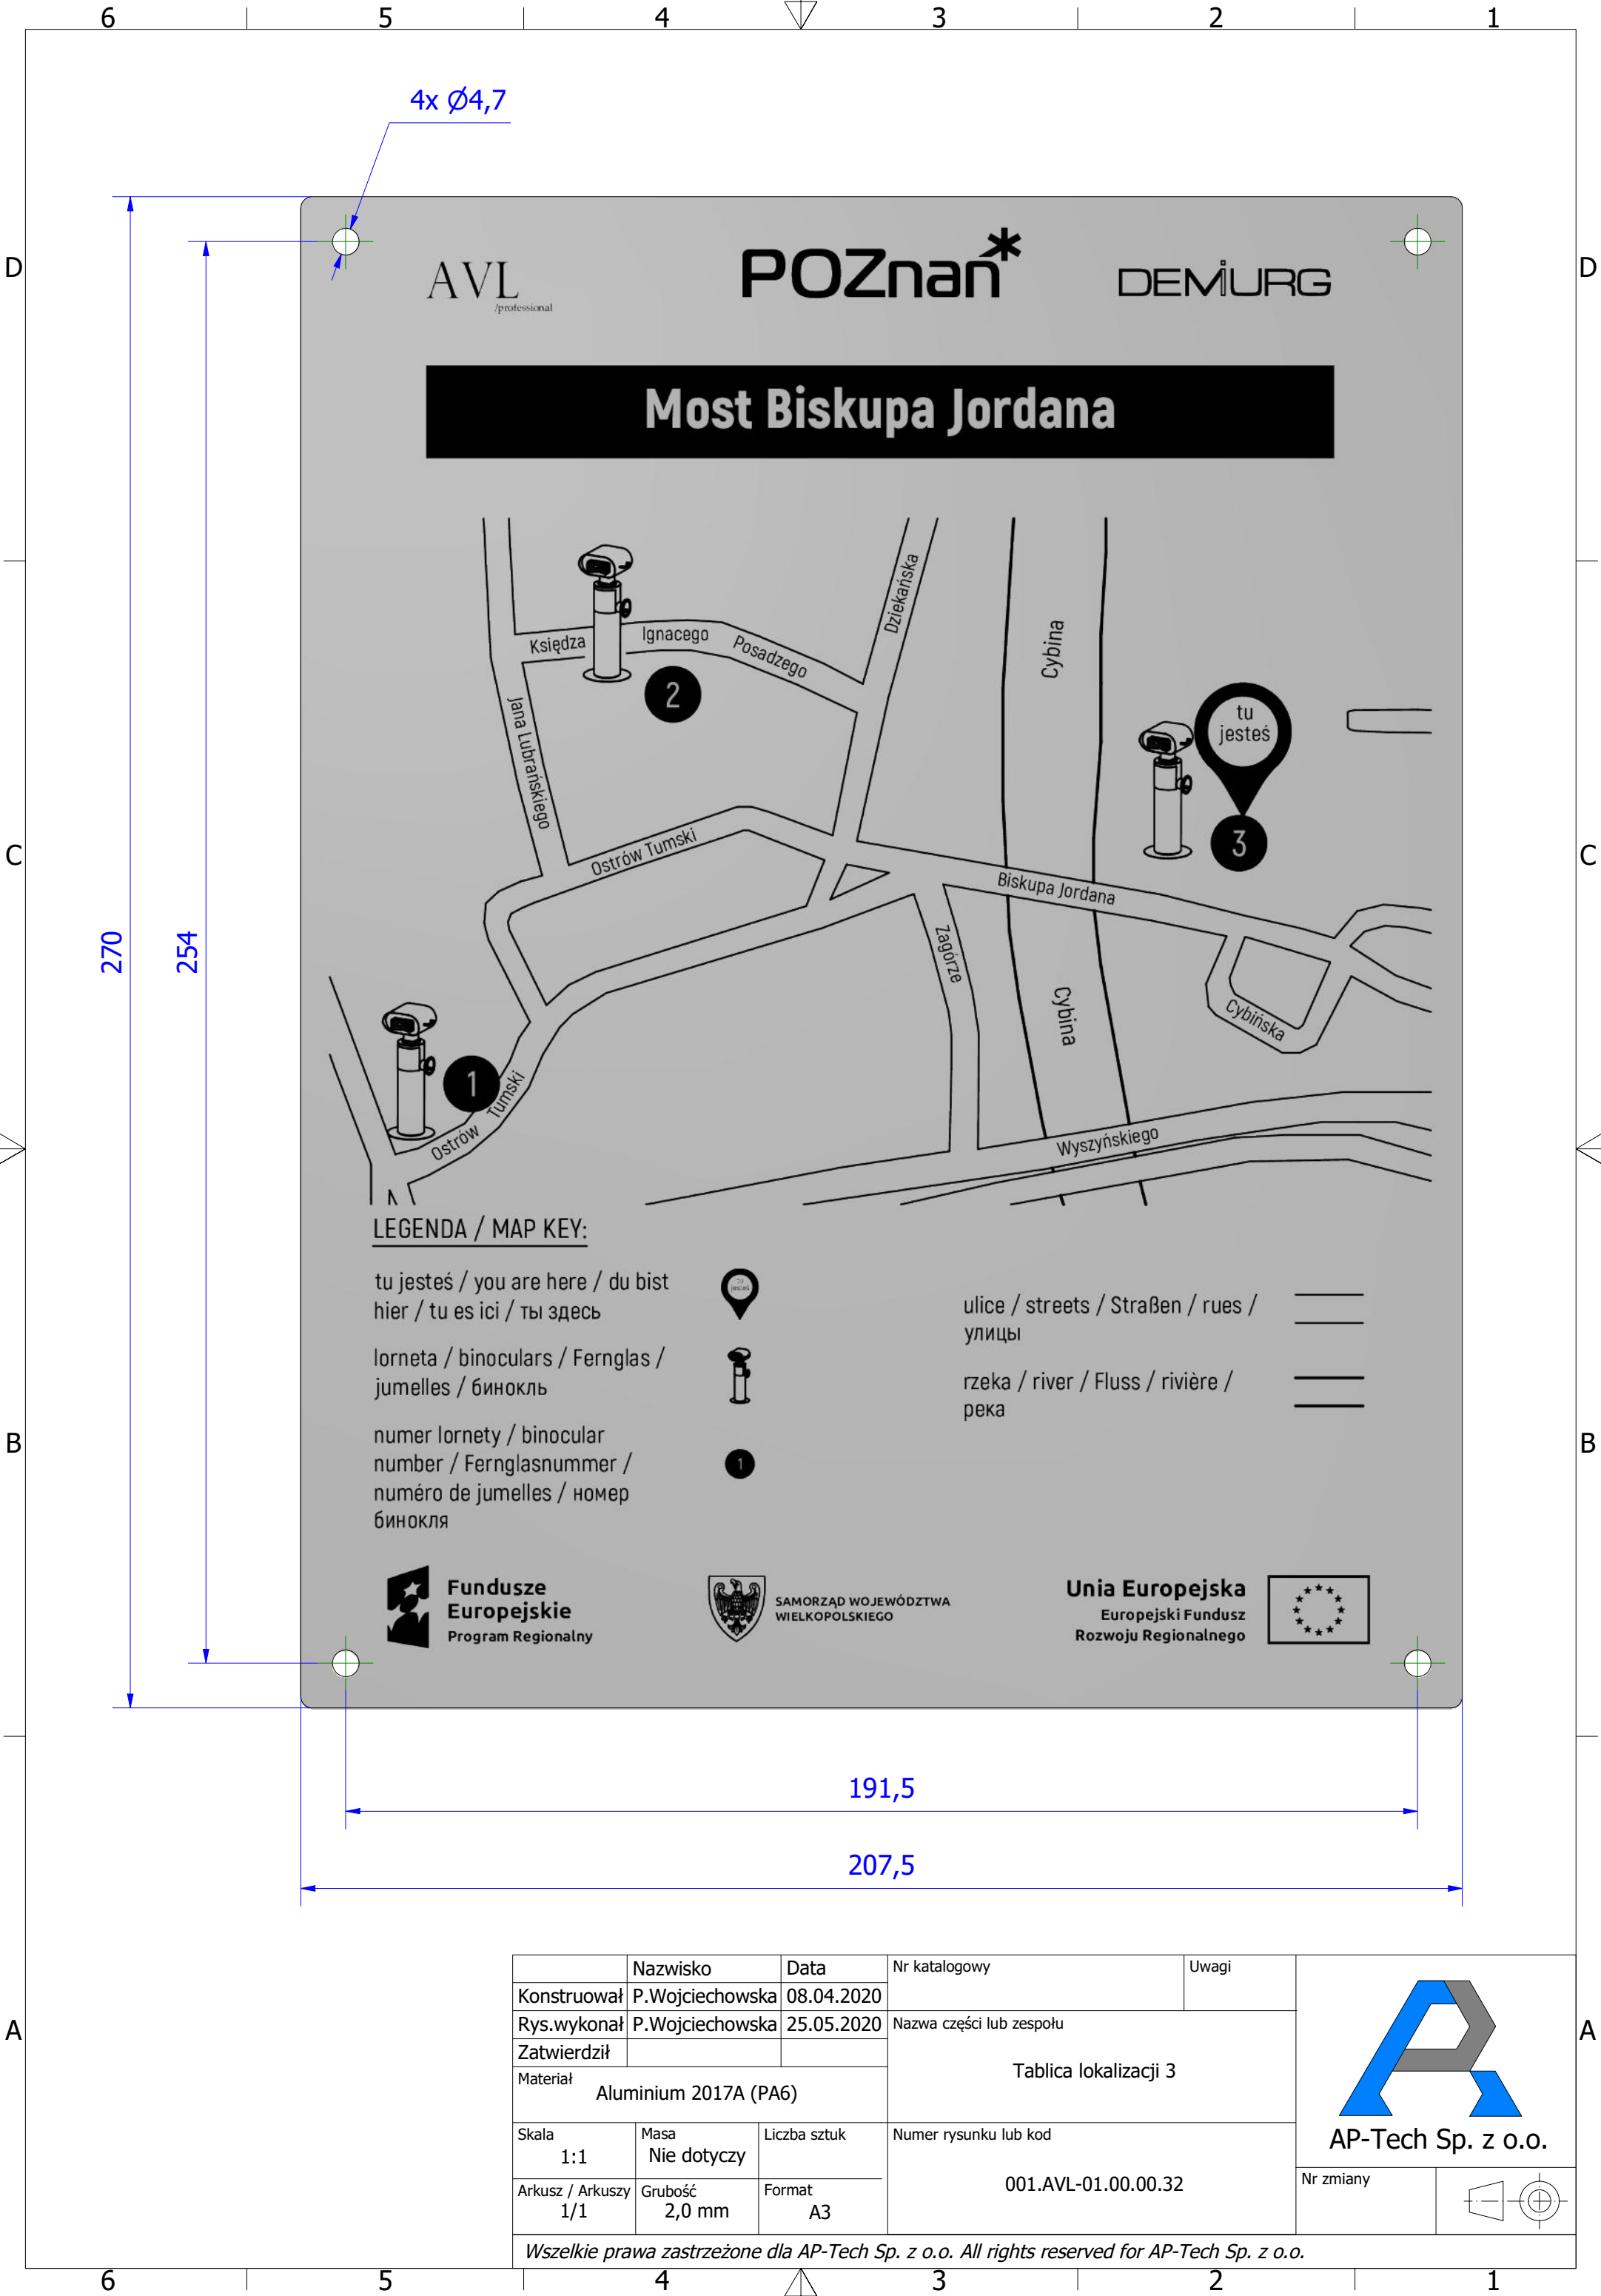 6 5 4 3 2 1
4x Ø4,7
D D
AVL
/professional
POZnań*
DEMIURG
Most Biskupa Jordana
Dziekańska
Księdza Ignacego Posadzego
2
Cybina
Jana Lubrańskiego
tu
jesteś
3
Ostrów Tumski
C C
Biskupa Jordana
270
254
Zagórze
Cybina
Cybińska
1
Ostrów Tumski
Wyszyńskiego
LEGENDA / MAP KEY:
tu jesteś / you are here / du bist
hier / tu es ici / ты здесь
tu
jesteś
lorneta / binoculars / Fernglas /
jumelles / бинокль
numer lornety / binocular
number / Fernglasnummer /
numéro de jumelles / номер
бинокля
1
ulice / streets / Straßen / rues /
улицы
rzeka / river / Fluss / rivière /
река
B B
Fundusze
Europejskie
Program Regionalny
SAMORZĄD WOJEWÓDZTWA
WIELKOPOLSKIEGO
Unia Europejska
Europejski Fundusz
Rozwoju Regionalnego
191,5
207,5
A A
Nazwisko Data
Konstruował P.Wojciechowska 08.04.2020
Rys.wykonał P.Wojciechowska 25.05.2020
Zatwierdził
Materiał
Aluminium 2017A (PA6)
Skala
1:1
Masa
Nie dotyczy
Liczba sztuk
Arkusz / Arkuszy
1/1
Grubość
2,0 mm
Format
A3
Nr katalogowy
Uwagi
Nazwa części lub zespołu
Tablica lokalizacji 3
Numer rysunku lub kod
001.AVL-01.00.00.32
AP-Tech Sp. z o.o.
Nr zmiany
Wszelkie prawa zastrzeżone dla AP-Tech Sp. z o.o. All rights reserved for AP-Tech Sp. z o.o.
6 5 4 3 2 1